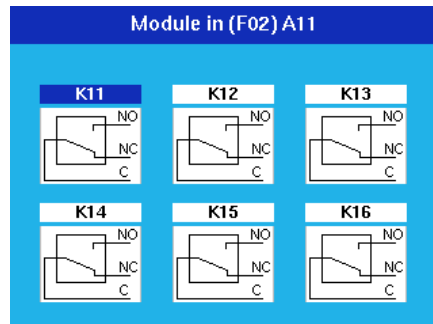 Module in (F02) A11
K11 K12 K13
NO NO NO
NC NC NC
C C C
K14 K15 K16
NO NO NO
NC NC NC
C C C